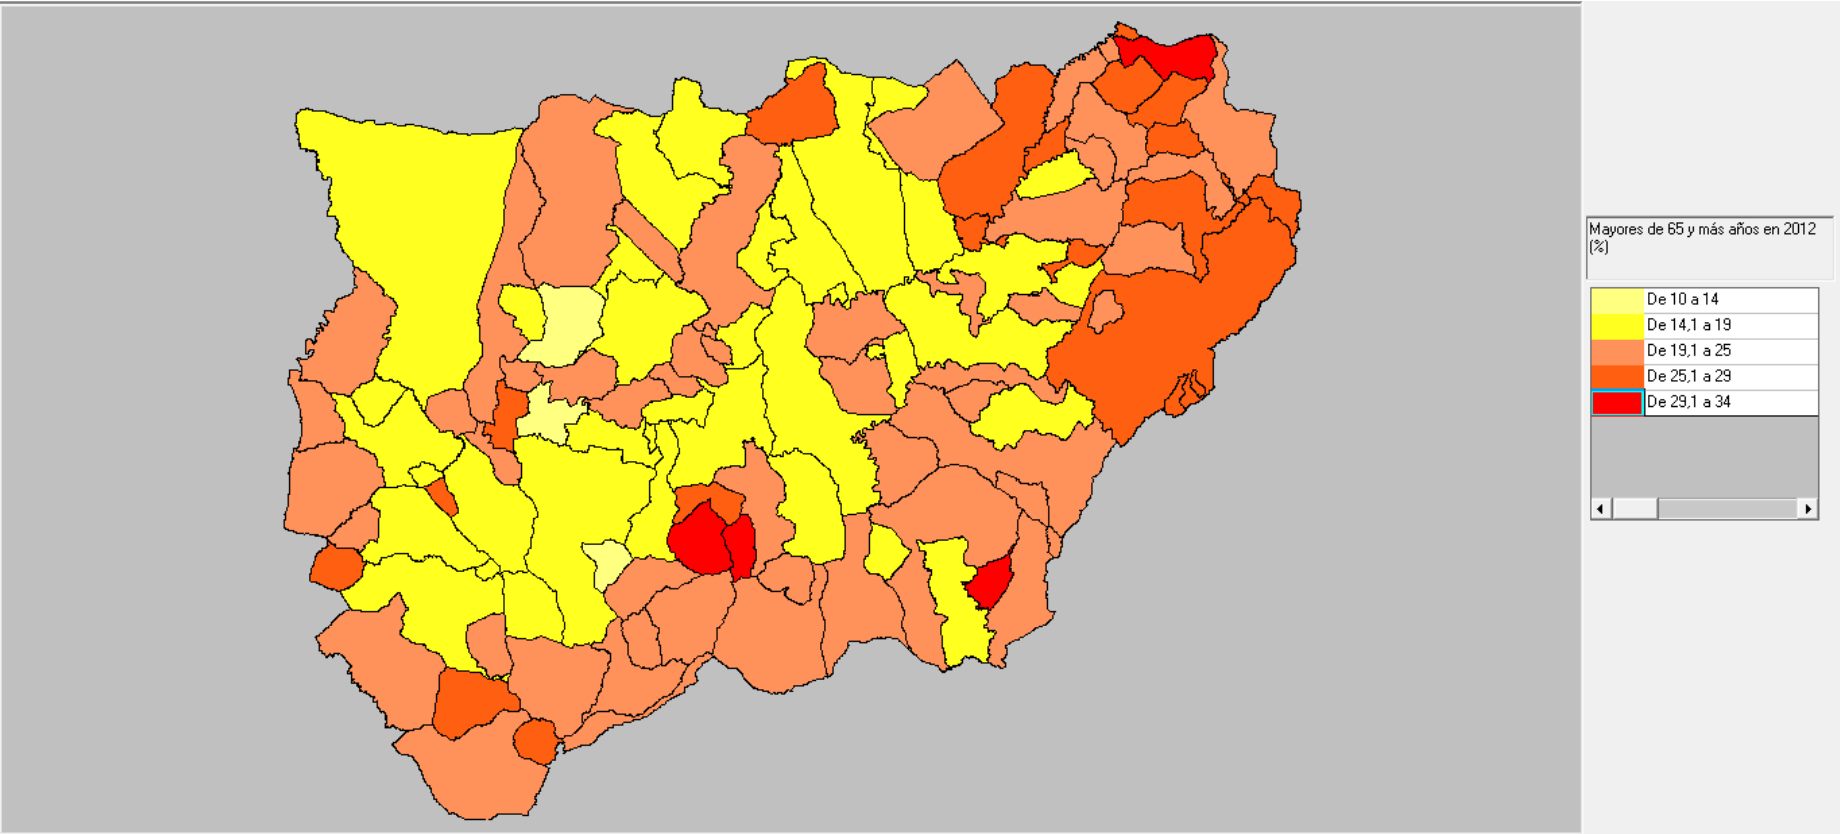 Mayores de 65 y más años en 2012
(%)
De 10 a 14
De 14,1 a 19
De 19,1 a 25
De 25,1 a 29
De 29,1 a 34